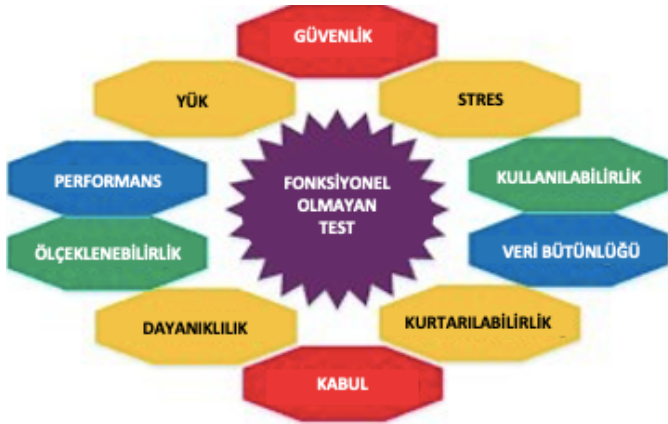 GÜVENLİK
YÜK
STRES
PERFORMANS
FONKSİYONEL
OLMAYAN
TEST
KULLANILABİLİRLİK
ÖLÇEKLENEBİLİRLİK
VERİ BÜTÜNLÜĞÜ
DAYANIKLILIK
KURTARILABİLİRLİK
KABUL